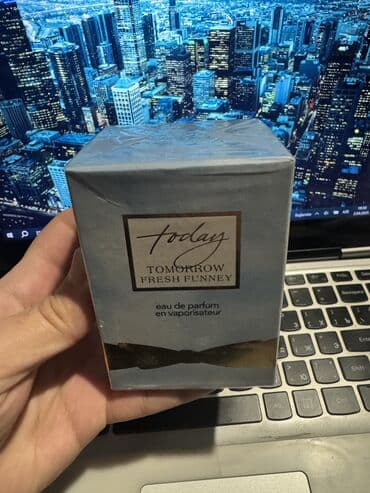 today
TOMORROW
FRESH FUNNEY
eau de parfum
en vaporisateur